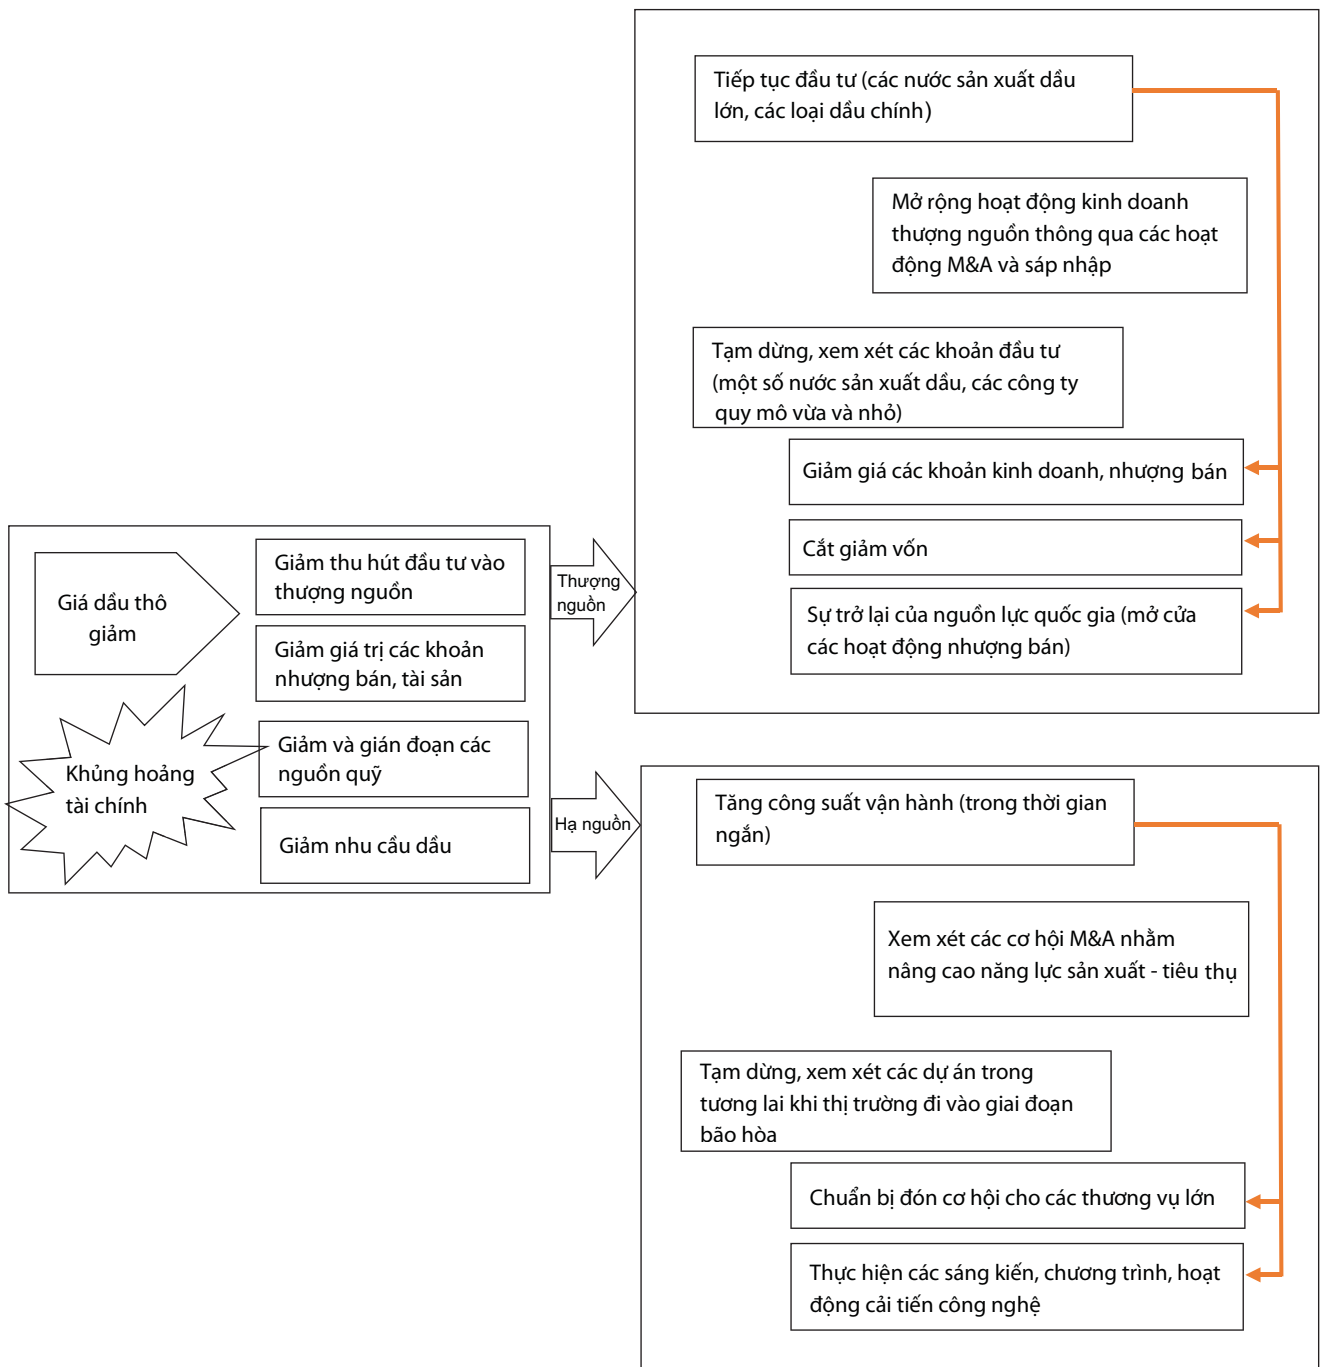 Tiếp tục đầu tư (các nước sản xuất dầu
lớn, các loại dầu chính)
Mở rộng hoạt động kinh doanh
thượng nguồn thông qua các hoạt
động M&A và sáp nhập
Tạm dừng, xem xét các khoản đầu tư
(một số nước sản xuất dầu, các công ty
quy mô vừa và nhỏ)
Giảm giá các khoản kinh doanh, nhượng bán
Cắt giảm vốn
Sự trở lại của nguồn lực quốc gia (mở cửa
các hoạt động nhượng bán)
Giá dầu thô
giảm
Giảm thu hút đầu tư vào
thượng nguồn
Giảm giá trị các khoản
nhượng bán, tài sản
Khủng hoảng
tài chính
Giảm và gián đoạn các
nguồn quỹ
Giảm nhu cầu dầu
Thượng
nguồn
Hạ nguồn
Tăng công suất vận hành (trong thời gian
ngắn)
Xem xét các cơ hội M&A nhằm
nâng cao năng lực sản xuất - tiêu thụ
Tạm dừng, xem xét các dự án trong
tương lai khi thị trường đi vào giai đoạn
bão hòa
Chuẩn bị đón cơ hội cho các thương vụ lớn
Thực hiện các sáng kiến, chương trình, hoạt
động cải tiến công nghệ